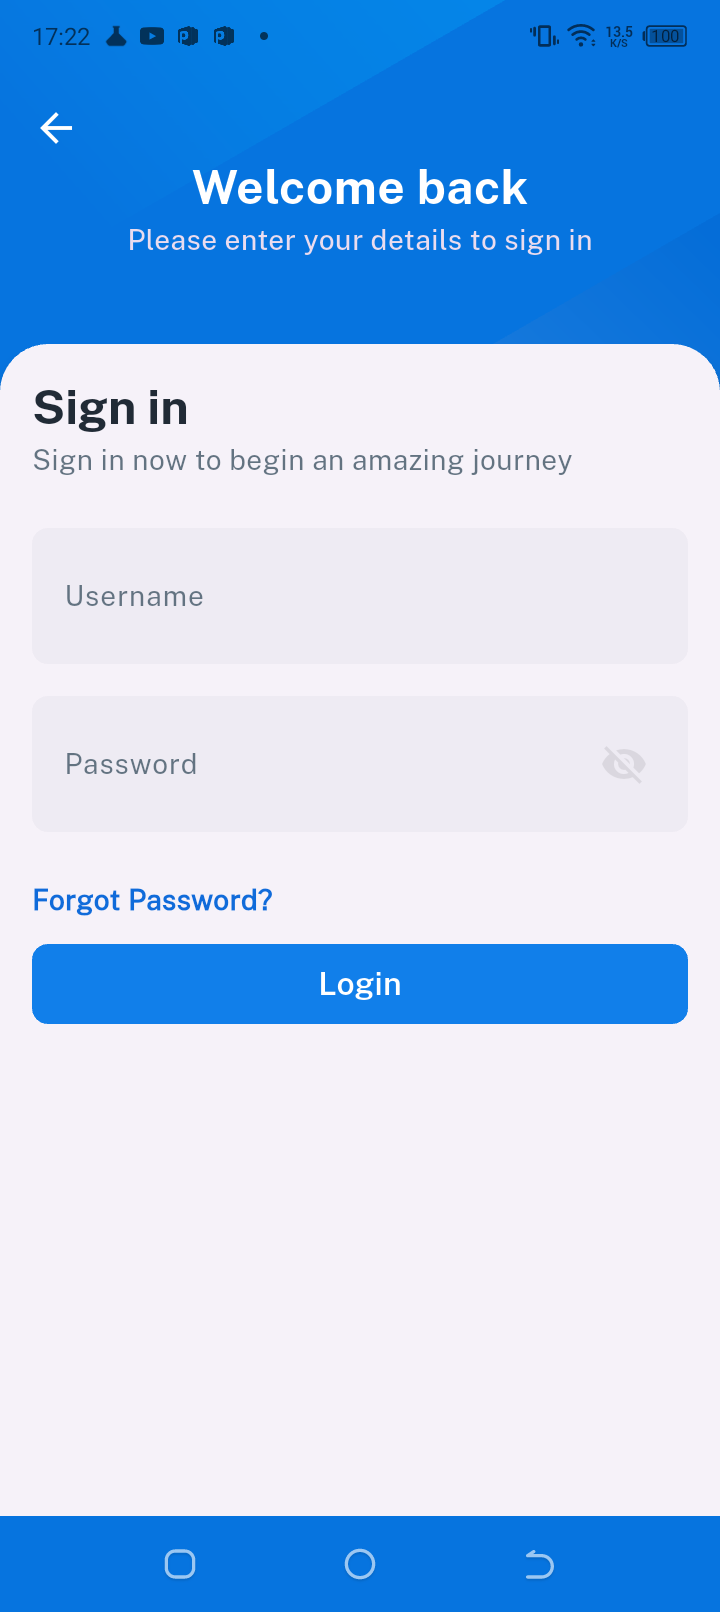 17:22
13.5
K/S
100
Welcome back
Please enter your details to sign in
Sign in
Sign in now to begin an amazing journey
Username
Password
Forgot Password?
Login